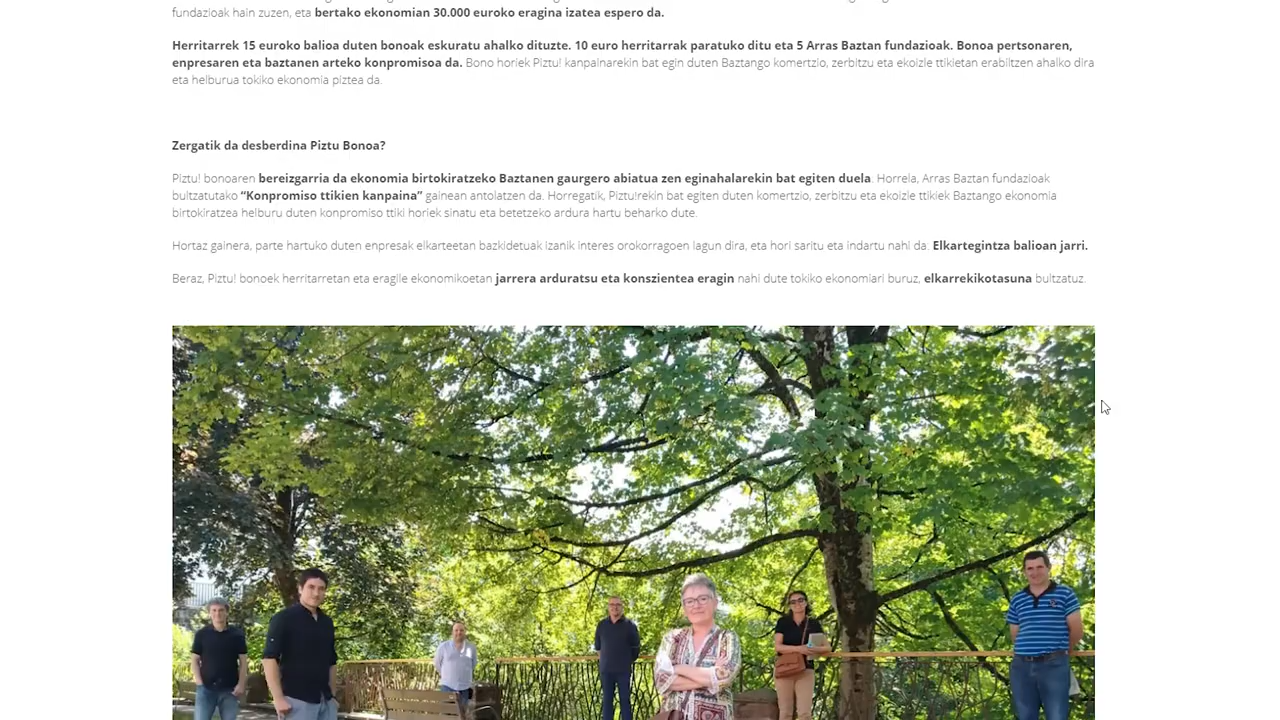 fundazioak hain zuzen, eta bertako ekonomian 30.000 euroko eragina izatea espero da.
Herritarrek 15 euroko balioa duten bonoak eskuratu ahalko dituzte. 10 euro herritarrak paratuko ditu eta 5 Arras Baztan fundazioak. Bonoa pertsonaren,
enpresaren eta baztanen arteko konpromisoa da. Bono horiek Piztu! kanpainarekin bat egin duten Baztango komertzio, zerbitzu eta ekoizle ttikietan erabiltzen ahalko dira
eta helburua tokiko ekonomia piztea da.
Zergatik da desberdina Piztu Bonoa?
Piztu! bonoaren bereizgarria da ekonomia birtokiratzeko Baztanen gaurgero abiatua zen eginahalarekin bat egiten duela. Horrela, Arras Baztan fundazioak
bultzatutako “Konpromiso ttikien kanpaina” gainean antolatzen da. Horregatik, Piztu!rekin bat egiten duten komertzio, zerbitzu eta ekoizle ttikiek Baztango ekonomia
birtokiratzea helburu duten konpromiso ttiki horiek sinatu eta betetzeko ardura hartu beharko dute.
Hortaz gainera, parte hartuko duten enpresak elkarteetan bazkidetuak izanik interes orokorragoen lagun dira, eta hori saritu eta indartu nahi da. Elkartegintza balioan jarri.
Beraz, Piztu! bonoek herritarretan eta eragile ekonomikoetan jarrera arduratsu eta konszientea eragin nahi dute tokiko ekonomiari buruz, elkarrekikotasuna bultzatuz.